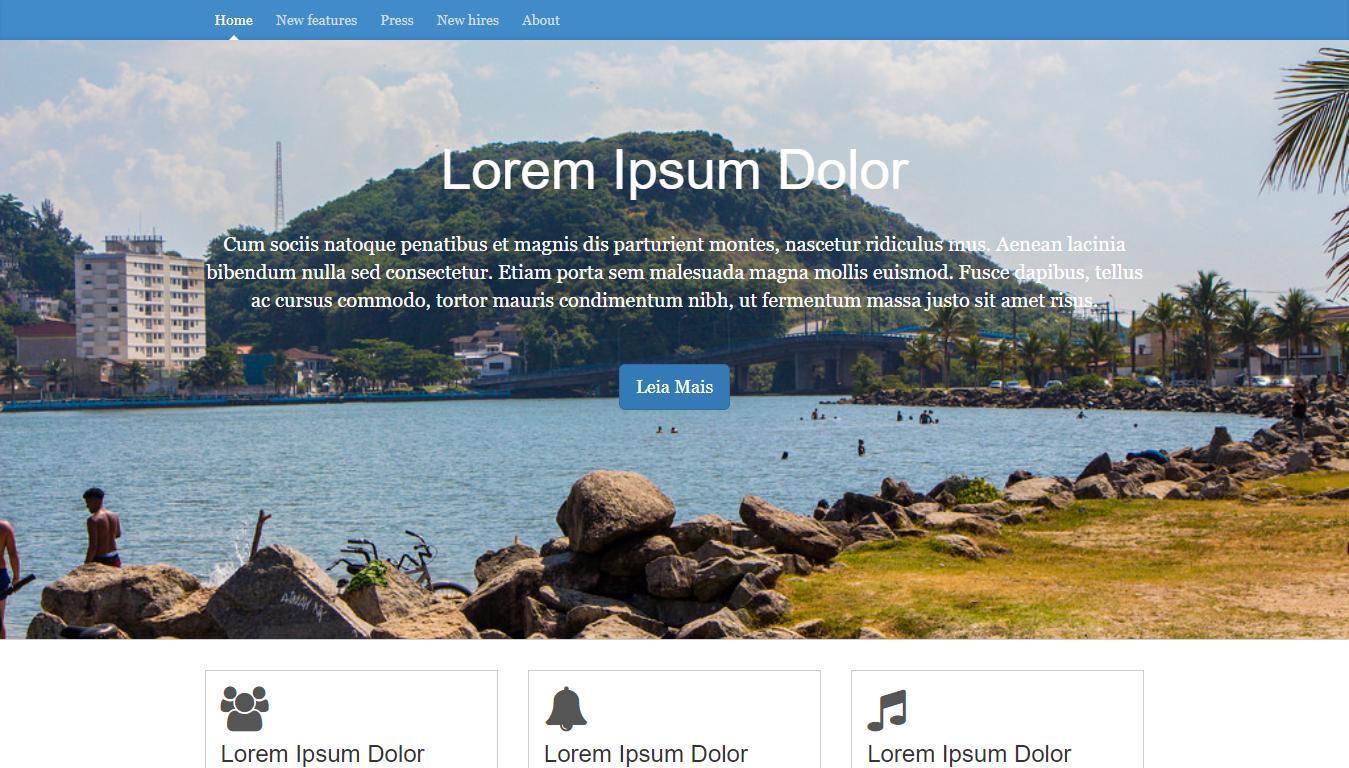 Home New features Press New hires About
Lorem Ipsum Dolor
Cum sociis natoque penatibus et magnis dis parturient montes, nascetur ridiculus mus. Aenean lacinia
bibendum nulla sed consectetur. Etiam porta sem malesuada magna mollis euismod. Fusce dapibus, tellus
ac cursus commodo, tortor mauris condimentum nibh, ut fermentum massa justo sit amet risus.
Leia Mais
Lorem Ipsum Dolor Lorem Ipsum Dolor Lorem Ipsum Dolor